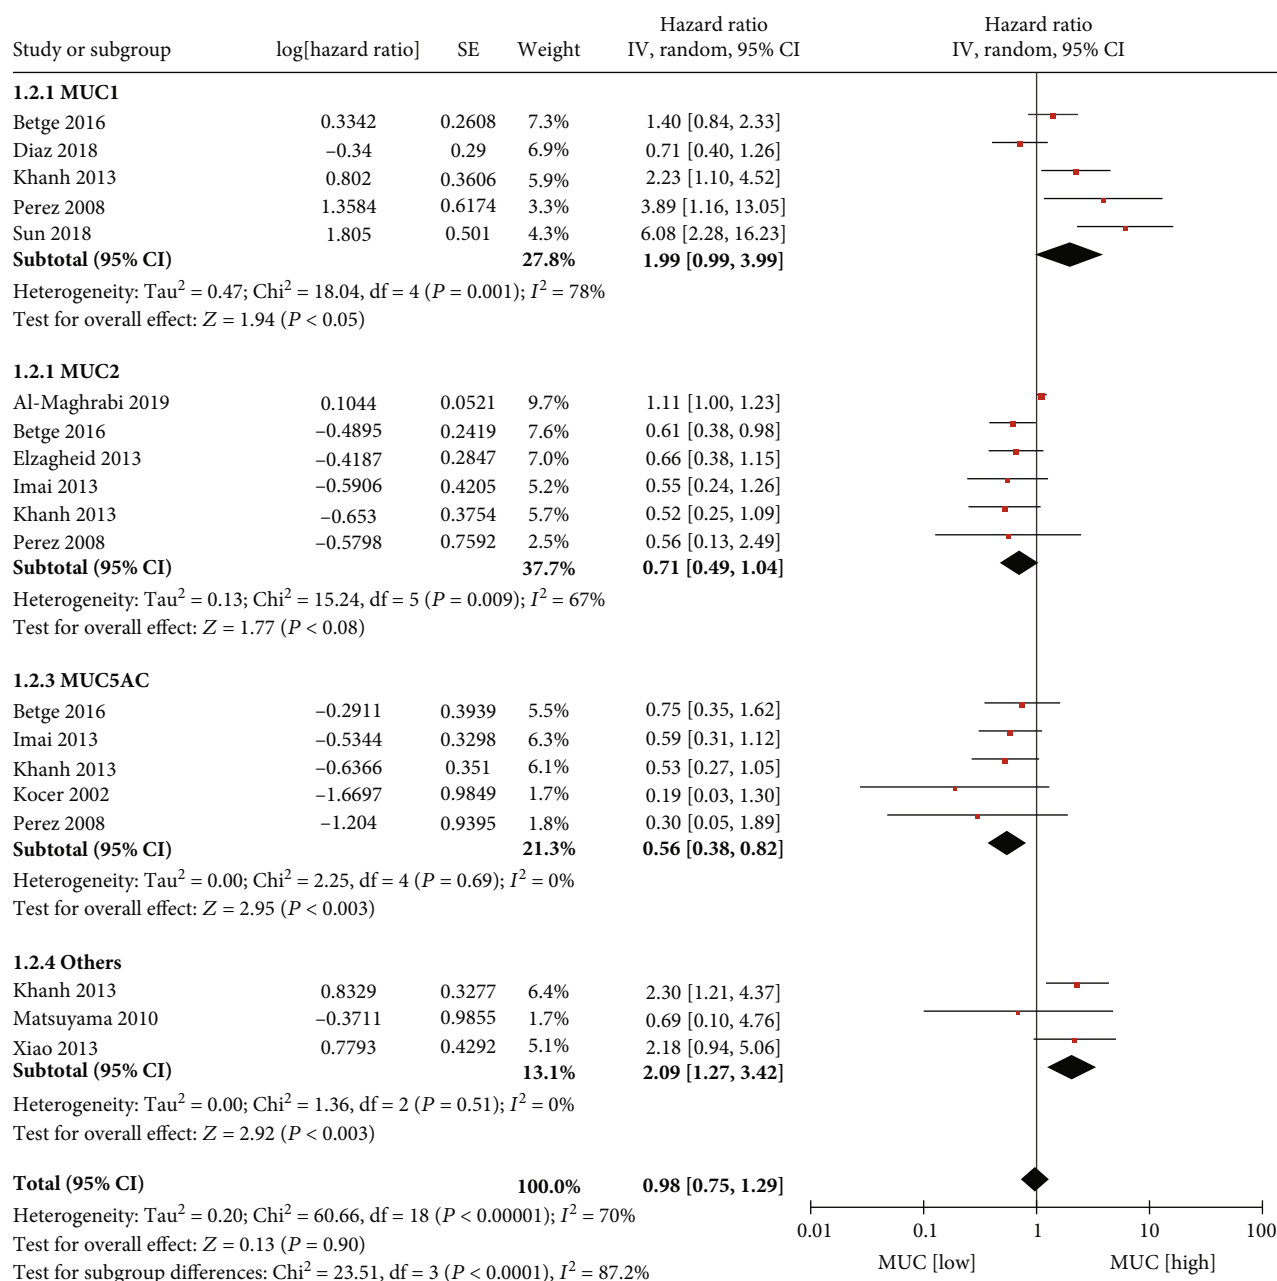 Hazard ratio Hazard ratio
Study or subgroup log[hazard ratio] SE Weight IV, random, 95% CI IV, random, 95% CI
1.2.1 MUC1
Betge 2016 0.3342 0.2608 7.3% 1.40 [0.84, 2.33]
Diaz 2018 –0.34 0.29 6.9% 0.71 [0.40, 1.26]
Khanh 2013 0.802 0.3606 5.9% 2.23 [1.10, 4.52]
Perez 2008 1.3584 0.6174 3.3% 3.89 [1.16, 13.05]
Sun 2018 1.805 0.501 4.3% 6.08 [2.28, 16.23]
Subtotal (95% CI) 27.8% 1.99 [0.99, 3.99]
Heterogeneity: Tau² = 0.47; Chi² = 18.04, df = 4 (P = 0.001); I² = 78%
Test for overall effect: Z = 1.94 (P < 0.05)
1.2.1 MUC2
Al-Maghrabi 2019 0.1044 0.0521 9.7% 1.11 [1.00, 1.23]
Betge 2016 –0.4895 0.2419 7.6% 0.61 [0.38, 0.98]
Elzagheid 2013 –0.4187 0.2847 7.0% 0.66 [0.38, 1.15]
Imai 2013 –0.5906 0.4205 5.2% 0.55 [0.24, 1.26]
Khanh 2013 –0.653 0.3754 5.7% 0.52 [0.25, 1.09]
Perez 2008 –0.5798 0.7592 2.5% 0.56 [0.13, 2.49]
Subtotal (95% CI) 37.7% 0.71 [0.49, 1.04]
Heterogeneity: Tau² = 0.13; Chi² = 15.24, df = 5 (P = 0.009); I² = 67%
Test for overall effect: Z = 1.77 (P < 0.08)
1.2.3 MUC5AC
Betge 2016 –0.2911 0.3939 5.5% 0.75 [0.35, 1.62]
Imai 2013 –0.5344 0.3298 6.3% 0.59 [0.31, 1.12]
Khanh 2013 –0.6366 0.351 6.1% 0.53 [0.27, 1.05]
Kocer 2002 –1.6697 0.9849 1.7% 0.19 [0.03, 1.30]
Perez 2008 –1.204 0.9395 1.8% 0.30 [0.05, 1.89]
Subtotal (95% CI) 21.3% 0.56 [0.38, 0.82]
Heterogeneity: Tau² = 0.00; Chi² = 2.25, df = 4 (P = 0.69); I² = 0%
Test for overall effect: Z = 2.95 (P < 0.003)
1.2.4 Others
Khanh 2013 0.8329 0.3277 6.4% 2.30 [1.21, 4.37]
Matsuyama 2010 –0.3711 0.9855 1.7% 0.69 [0.10, 4.76]
Xiao 2013 0.7793 0.4292 5.1% 2.18 [0.94, 5.06]
Subtotal (95% CI) 13.1% 2.09 [1.27, 3.42]
Heterogeneity: Tau² = 0.00; Chi² = 1.36, df = 2 (P = 0.51); I² = 0%
Test for overall effect: Z = 2.92 (P < 0.003)
Total (95% CI) 100.0% 0.98 [0.75, 1.29]
Heterogeneity: Tau² = 0.20; Chi² = 60.66, df = 18 (P < 0.00001); I² = 70%
Test for overall effect: Z = 0.13 (P = 0.90)
Test for subgroup differences: Chi² = 23.51, df = 3 (P < 0.0001), I² = 87.2%
0.01 0.1 1 10 100
MUC [low] MUC [high]